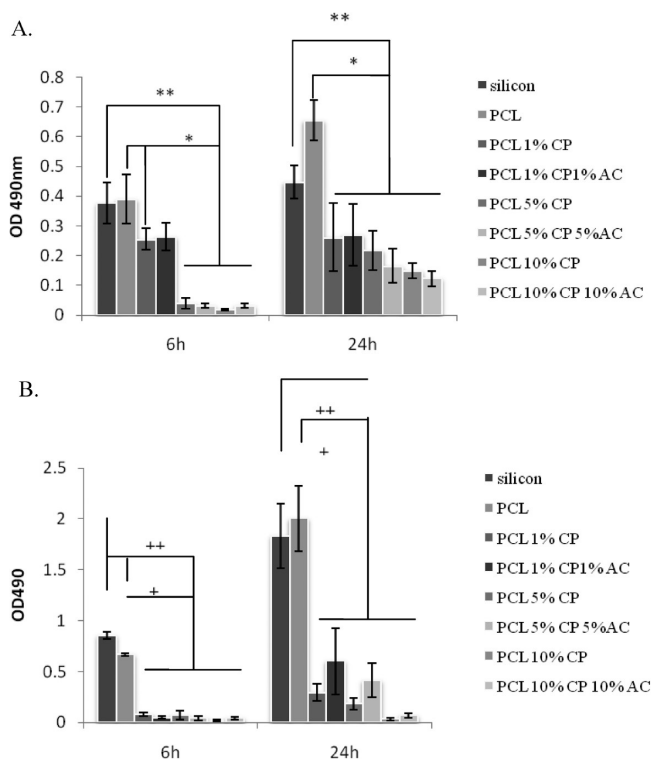 A.
**
**
*
*
0.8
0.7
0.6
0.5
0.4
0.3
0.2
0.1
0
OD 490nm
6h
24h
silicon
PCL
PCL 1% CP
PCL 1% CP1% AC
PCL 5% CP
PCL 5% CP 5%AC
PCL 10% CP
PCL 10% CP 10% AC
B.
++
+
++
+
2.5
2
1.5
1
0.5
0
OD490
6h
24h
silicon
PCL
PCL 1% CP
PCL 1% CP1% AC
PCL 5% CP
PCL 5% CP 5%AC
PCL 10% CP
PCL 10% CP 10% AC